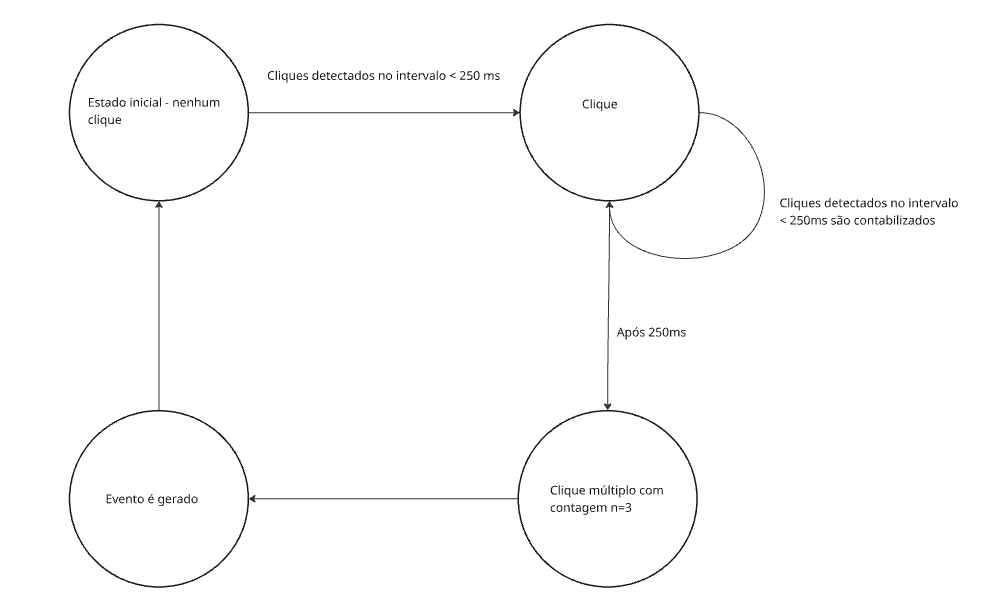 Cliques detectados no intervalo < 250 ms
Estado inicial - nenhum
clique
Clique
Cliques detectados no intervalo
< 250ms são contabilizados
Após 250ms
Evento é gerado
Clique múltiplo com
contagem n=3